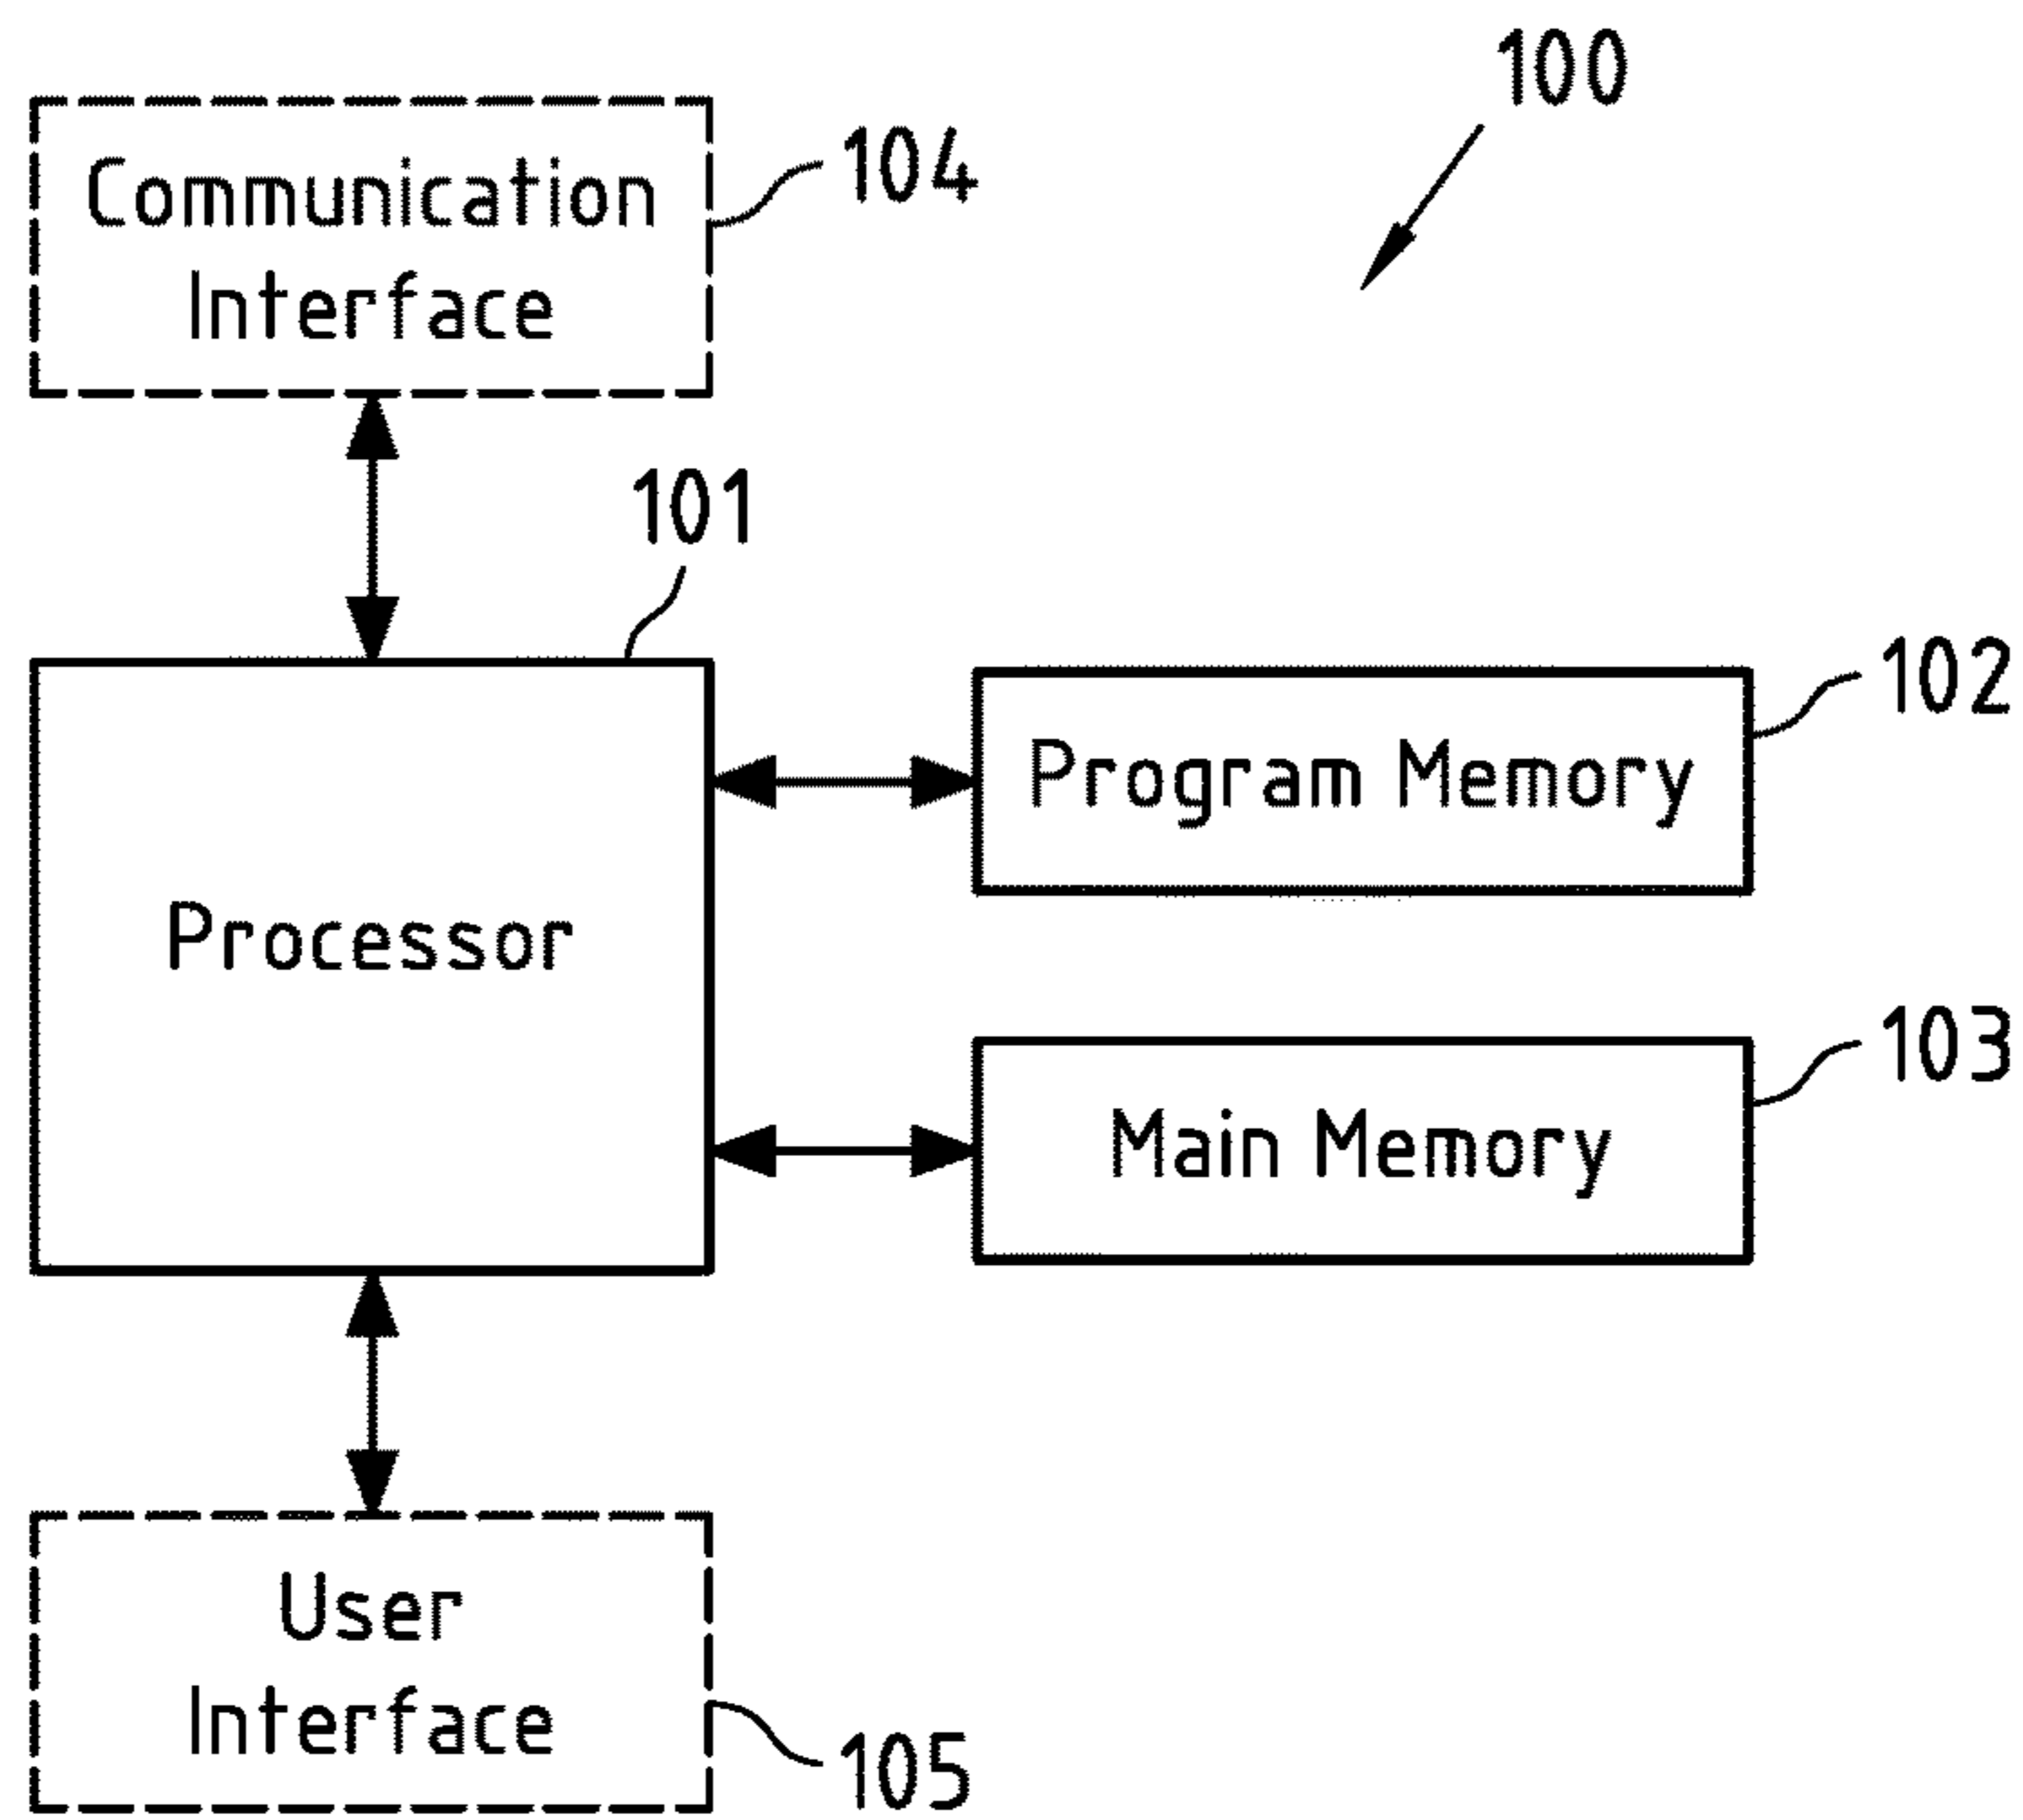 100
Communication
Interface
104
101
Processor
Program Memory
102
Main Memory
103
User
Interface
105